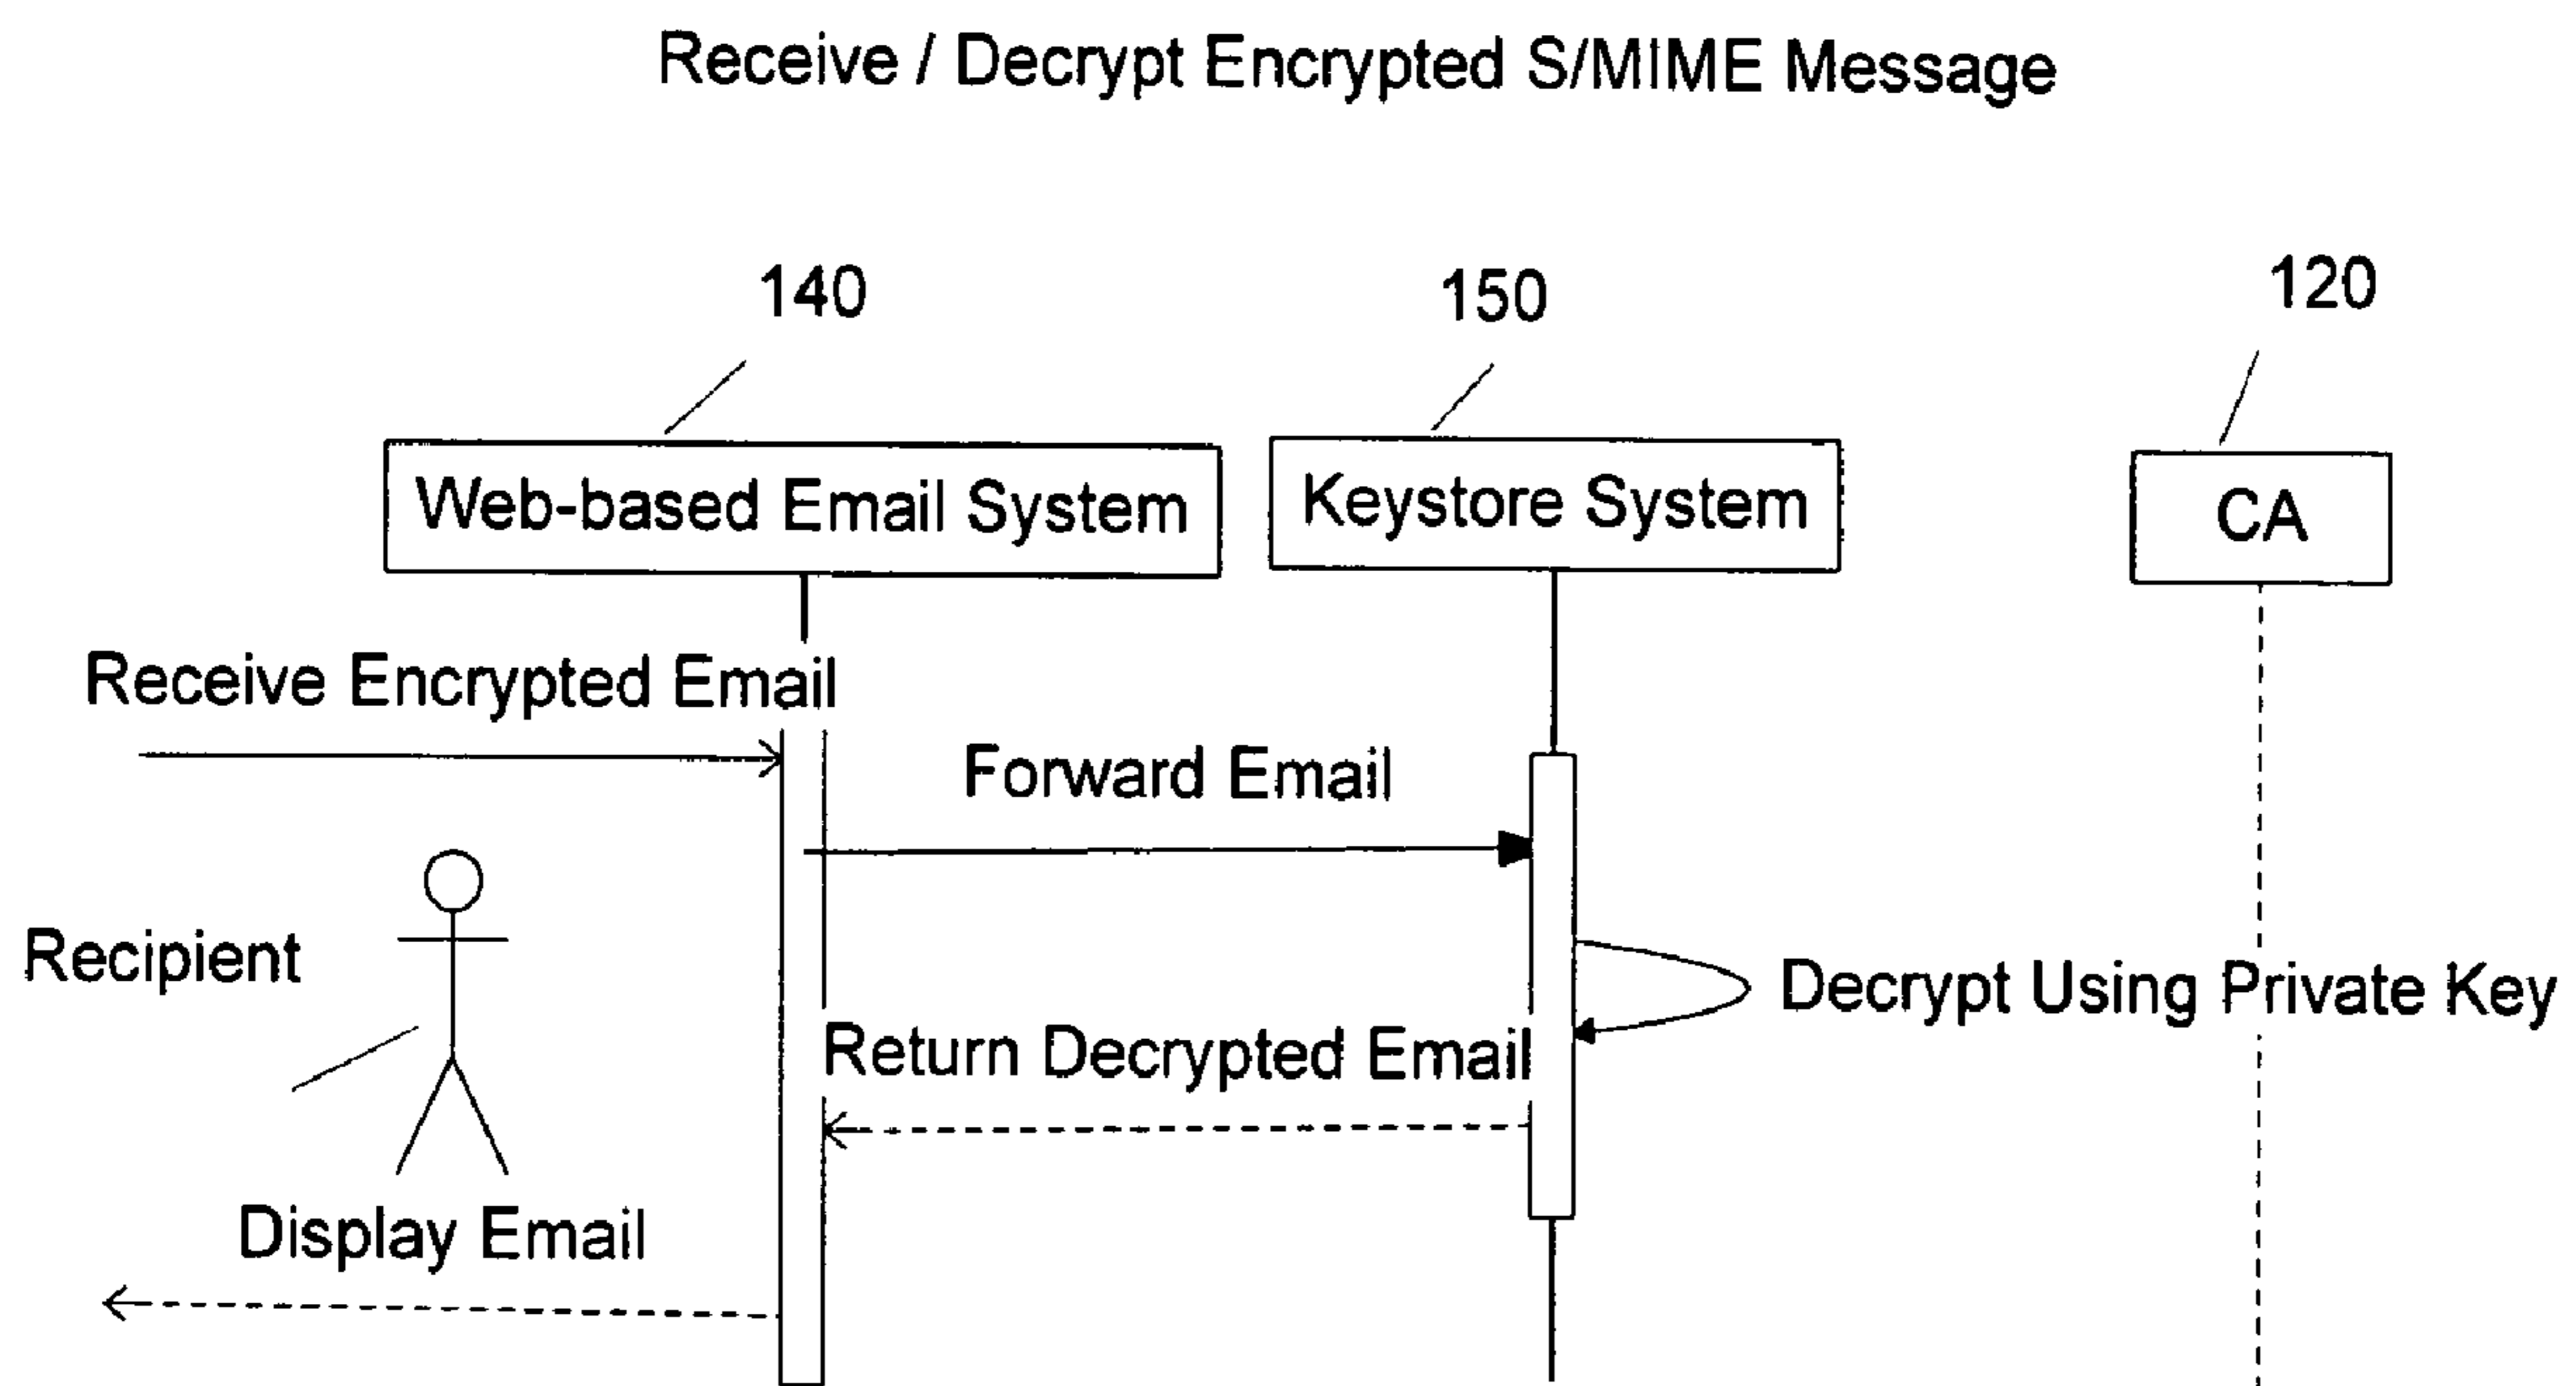 Receive / Decrypt Encrypted S/MIME Message
140
150
120
Web-based Email System
Keystore System
CA
Receive Encrypted Email
Forward Email
Recipient
Decrypt Using Private Key
Return Decrypted Email
Display Email